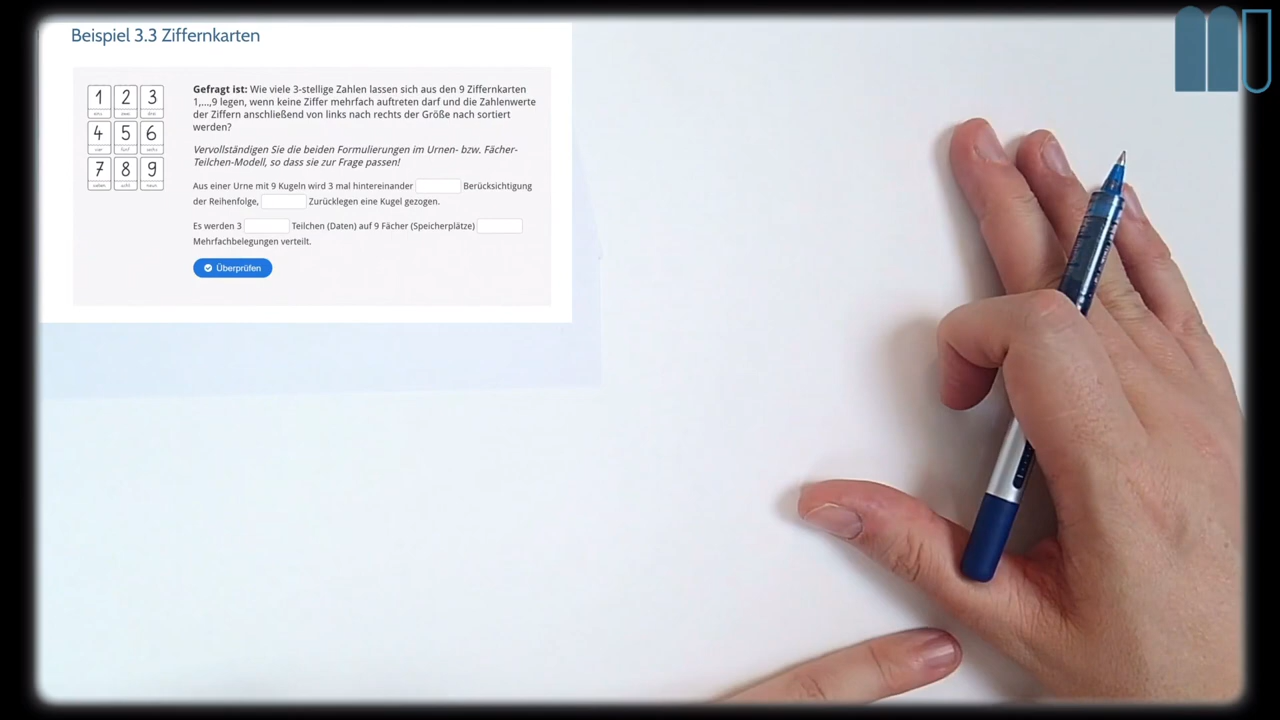 Beispiel 3.3 Ziffernkarten
1 2 3
4 5 6
7 8 9
Gefragt ist: Wie viele 3-stellige Zahlen lassen sich aus den 9 Ziffernkarten
1,...,9 legen, wenn keine Ziffer mehrfach auftreten darf und die Zahlenwerte
der Ziffern anschließend von links nach rechts der Größe nach sortiert
werden?
Vervollständigen Sie die beiden Formulierungen im Urnen- bzw. Fächer-
Teilchen-Modell, so dass sie zur Frage passen!
Aus einer Urne mit 9 Kugeln wird 3 mal hintereinander Berücksichtigung
der Reihenfolge, Zurücklegen eine Kugel gezogen.
Es werden 3 Teilchen (Daten) auf 9 Fächer (Speicherplätze)
Mehrfachbelegungen verteilt.
Überprüfen